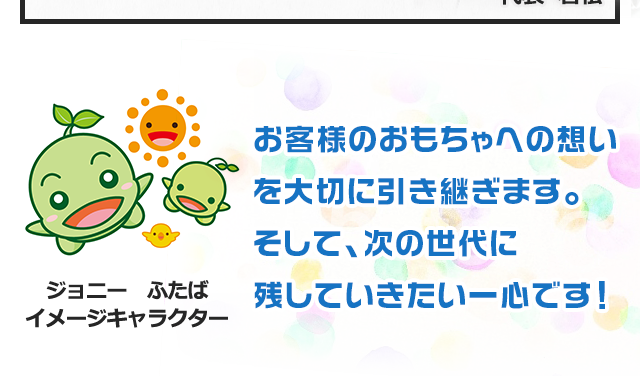 お客様のおもちゃへの想い
を大切に引き継ぎます。
そして、次の世代に
残していきたい一心です!
ジョニー ふたば
イメージキャラクター